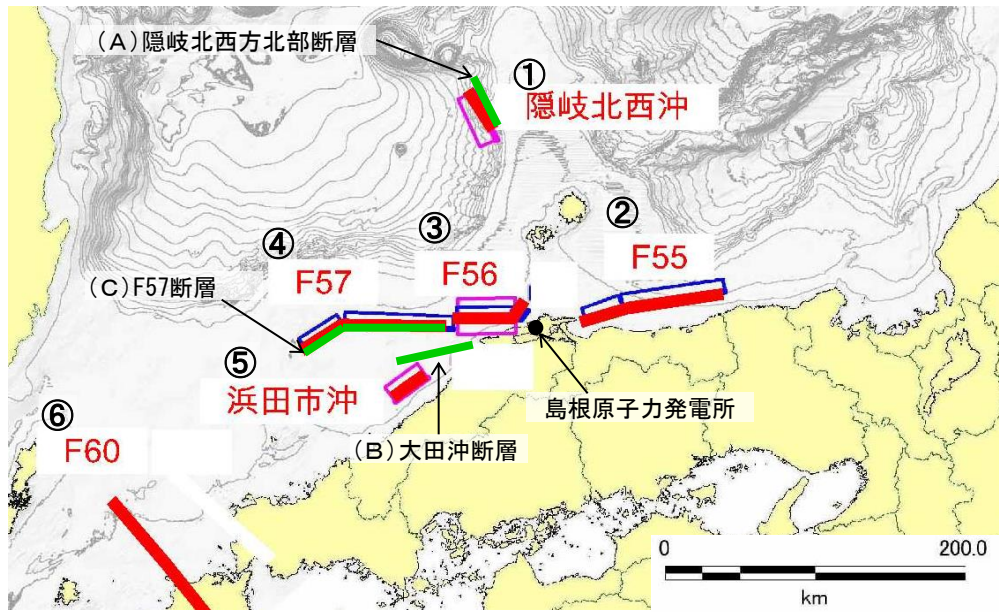 (A)隠岐北西方北部断層
①
隠岐北西沖
②
F55
③
F56
④
F57
(C)F57断層
⑤
浜田市沖
島根原子力発電所
(B)大田沖断層
⑥
F60
0 200.0
km